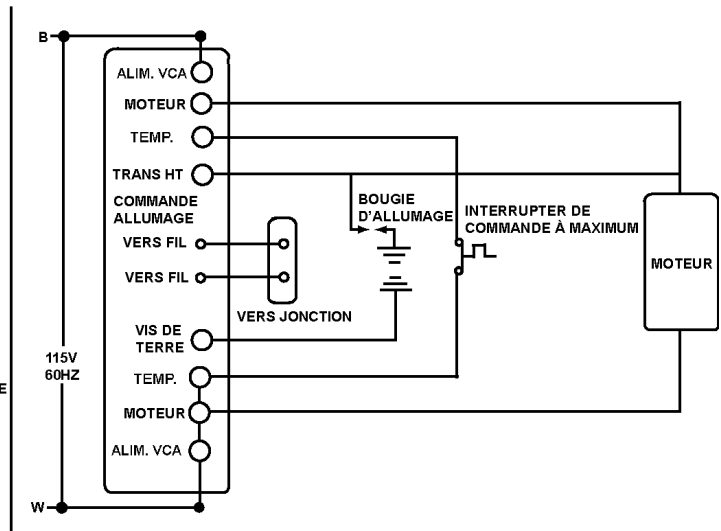 B
ALIM. VCA
MOTEUR
TEMP.
TRANS HT
COMMANDE
ALLUMAGE
VERS FIL
VERS FIL
VIS DE
TERRE
TEMP.
MOTEUR
ALIM. VCA
W
115V
60HZ
E
VERS JONCTION
BOUGIE
D'ALLUMAGE
INTERRUPTER DE
COMMANDE À MAXIMUM
MOTEUR